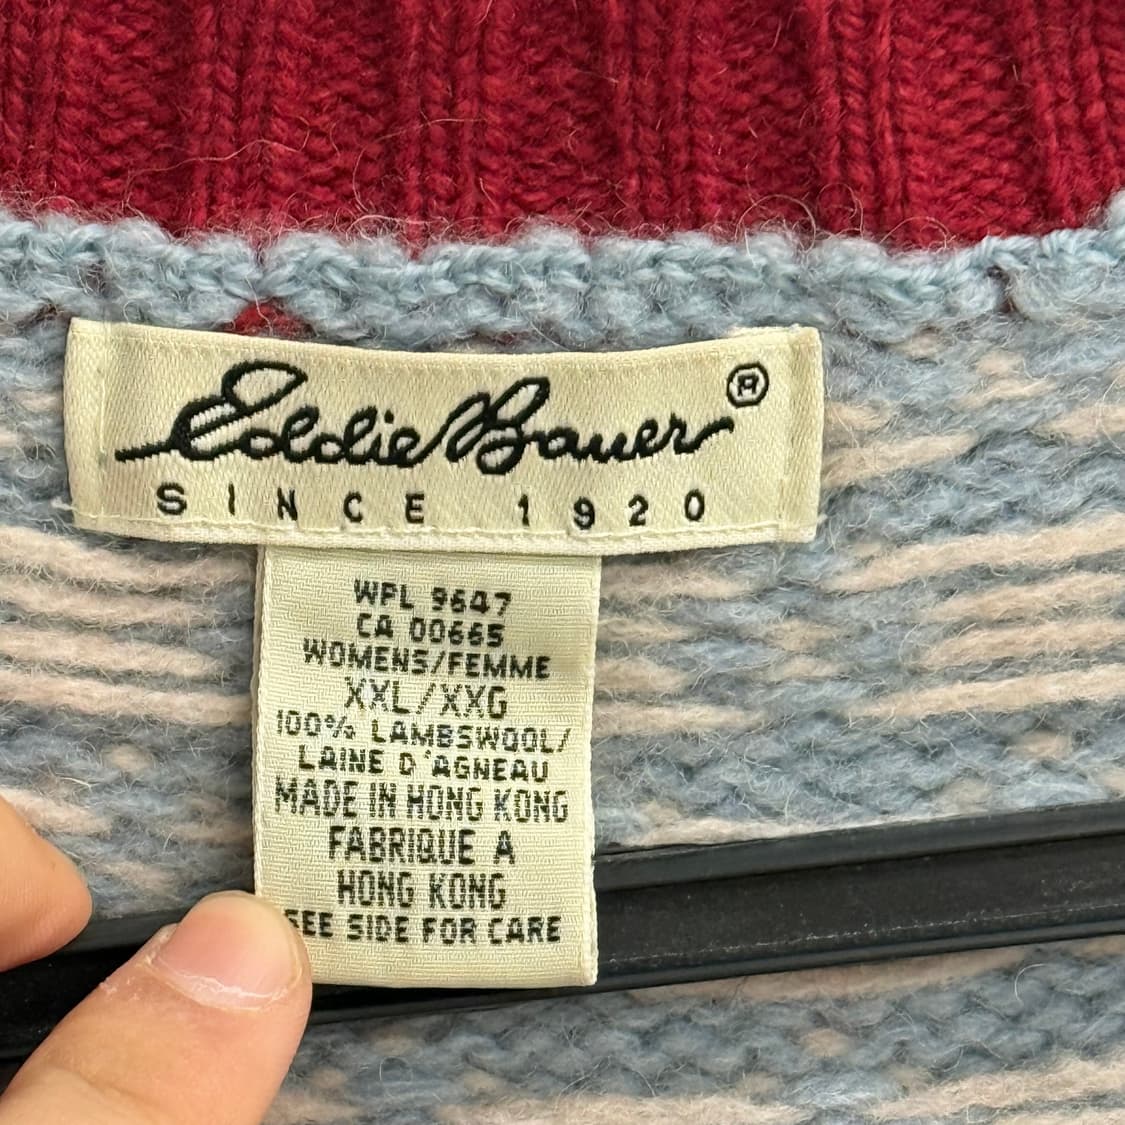 Eddie Bauer®
SINCE 1920
WPL 9647
CA 00665
WOMENS/FEMME
XXL/XXG
100% LAMBSWOOL/
LAINE D'AGNEAU
MADE IN HONG KONG
FABRIQUE A
HONG KONG
SEE SIDE FOR CARE